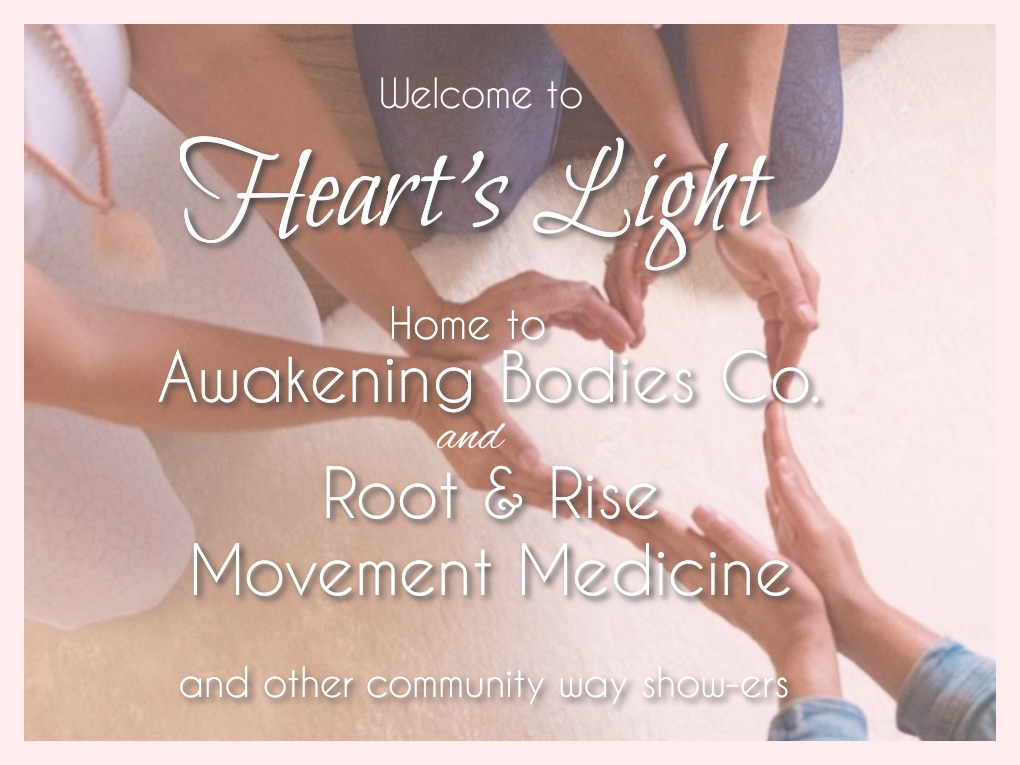 Welcome to
Heart's Light
Home to
Awakening Bodies Co.
and
Root & Rise
Movement Medicine
and other community way show-ers